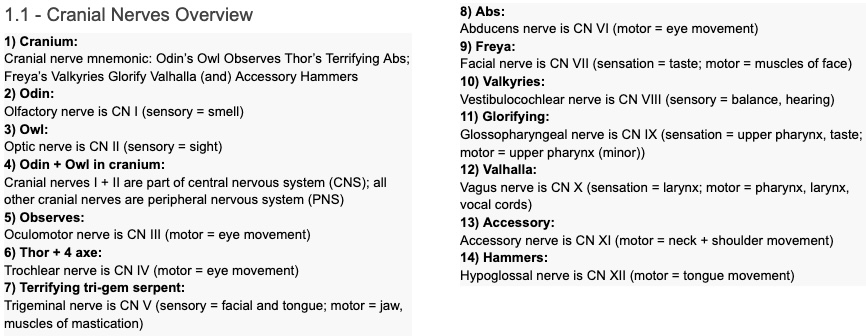 1.1 - Cranial Nerves Overview
1) Cranium:
Cranial nerve mnemonic: Odin's Owl Observes Thor's Terrifying Abs;
Freya's Valkyries Glorify Valhalla (and) Accessory Hammers
2) Odin:
Olfactory nerve is CN I (sensory = smell)
3) Owl:
Optic nerve is CN II (sensory = sight)
4) Odin + Owl in cranium:
Cranial nerves I + II are part of central nervous system (CNS); all
other cranial nerves are peripheral nervous system (PNS)
5) Observes:
Oculomotor nerve is CN III (motor = eye movement)
6) Thor + 4 axe:
Trochlear nerve is CN IV (motor = eye movement)
7) Terrifying tri-gem serpent:
Trigeminal nerve is CN V (sensory = facial and tongue; motor = jaw,
muscles of mastication)
8) Abs:
Abducens nerve is CN VI (motor = eye movement)
9) Freya:
Facial nerve is CN VII (sensation = taste; motor = muscles of face)
10) Valkyries:
Vestibulocochlear nerve is CN VIII (sensory = balance, hearing)
11) Glorifying:
Glossopharyngeal nerve is CN IX (sensation = upper pharynx, taste;
motor = upper pharynx (minor))
12) Valhalla:
Vagus nerve is CN X (sensation = larynx; motor = pharynx, larynx,
vocal cords)
13) Accessory:
Accessory nerve is CN XI (motor = neck + shoulder movement)
14) Hammers:
Hypoglossal nerve is CN XII (motor = tongue movement)